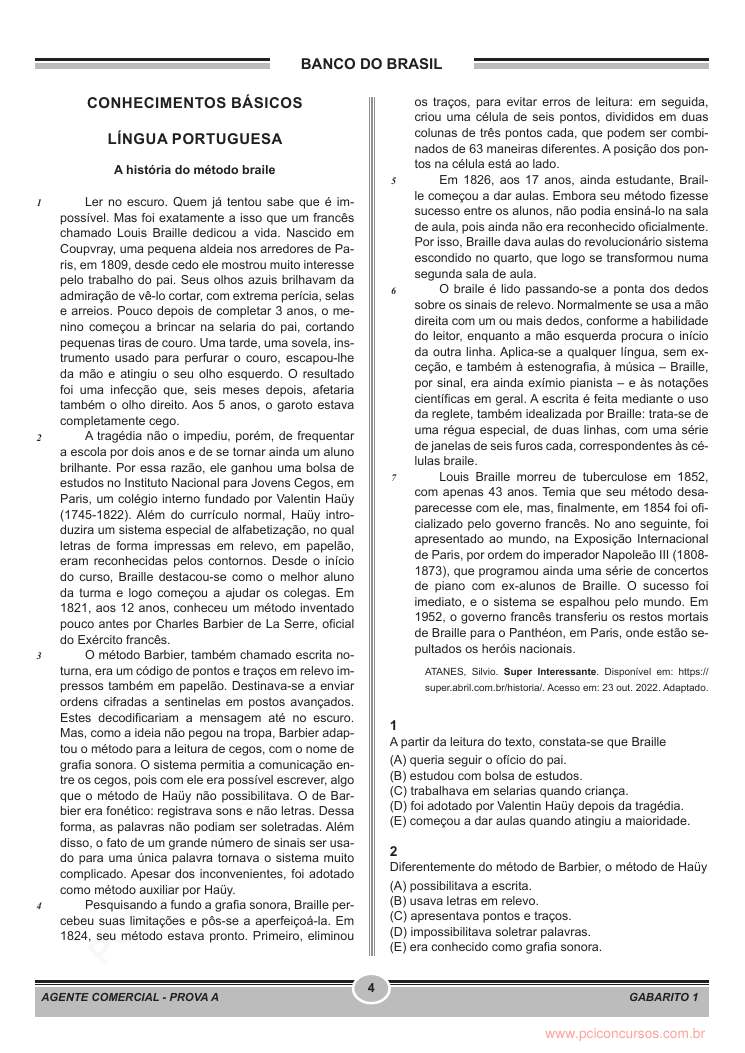 BANCO DO BRASIL
CONHECIMENTOS BÁSICOS
LÍNGUA PORTUGUESA
A história do método braile
1 Ler no escuro. Quem já tentou sabe que é im-
possível. Mas foi exatamente a isso que um francês
chamado Louis Braille dedicou a vida. Nascido em
Coupvray, uma pequena aldeia nos arredores de Pa-
ris, em 1809, desde cedo ele mostrou muito interesse
pelo trabalho do pai. Seus olhos azuis brilhavam da
admiração de vê-lo cortar, com extrema perícia, selas
e arreios. Pouco depois de completar 3 anos, o me-
nino começou a brincar na selaria do pai, cortando
pequenas tiras de couro. Uma tarde, uma sovela, ins-
trumento usado para perfurar o couro, escapou-lhe
da mão e atingiu o seu olho esquerdo. O resultado
foi uma infecção que, seis meses depois, afetaria
também o olho direito. Aos 5 anos, o garoto estava
completamente cego.
2 A tragédia não o impediu, porém, de frequentar
a escola por dois anos e de se tornar ainda um aluno
brilhante. Por essa razão, ele ganhou uma bolsa de
estudos no Instituto Nacional para Jovens Cegos, em
Paris, um colégio interno fundado por Valentin Haüy
(1745-1822). Além do currículo normal, Haüy intro-
duzira um sistema especial de alfabetização, no qual
letras de forma impressas em relevo, em papelão,
eram reconhecidas pelos contornos. Desde o início
do curso, Braille destacou-se como o melhor aluno
da turma e logo começou a ajudar os colegas. Em
1821, aos 12 anos, conheceu um método inventado
pouco antes por Charles Barbier de La Serre, oficial
do Exército francês.
3 O método Barbier, também chamado escrita no-
turna, era um código de pontos e traços em relevo im-
pressos também em papelão. Destinava-se a enviar
ordens cifradas a sentinelas em postos avançados.
Estes decodificariam a mensagem até no escuro.
Mas, como a ideia não pegou na tropa, Barbier adap-
tou o método para a leitura de cegos, com o nome de
grafia sonora. O sistema permitia a comunicação en-
tre os cegos, pois com ele era possível escrever, algo
que o método de Haüy não possibilitava. O de Bar-
bier era fonético: registrava sons e não letras. Dessa
forma, as palavras não podiam ser soletradas. Além
disso, o fato de um grande número de sinais ser usa-
do para uma única palavra tornava o sistema muito
complicado. Apesar dos inconvenientes, foi adotado
como método auxiliar por Haüy.
4 Pesquisando a fundo a grafia sonora, Braille per-
cebeu suas limitações e pôs-se a aperfeiçoá-la. Em
1824, seu método estava pronto. Primeiro, eliminou
os traços, para evitar erros de leitura: em seguida,
criou uma célula de seis pontos, divididos em duas
colunas de três pontos cada, que podem ser combi-
nados de 63 maneiras diferentes. A posição dos pon-
tos na célula está ao lado.
5 Em 1826, aos 17 anos, ainda estudante, Brail-
le começou a dar aulas. Embora seu método fizesse
sucesso entre os alunos, não podia ensiná-lo na sala
de aula, pois ainda não era reconhecido oficialmente.
Por isso, Braille dava aulas do revolucionário sistema
escondido no quarto, que logo se transformou numa
segunda sala de aula.
6 O braile é lido passando-se a ponta dos dedos
sobre os sinais de relevo. Normalmente se usa a mão
direita com um ou mais dedos, conforme a habilidade
do leitor, enquanto a mão esquerda procura o início
da outra linha. Aplica-se a qualquer língua, sem ex-
ceção, e também à estenografia, à música – Braille,
por sinal, era ainda exímio pianista – e às notações
científicas em geral. A escrita é feita mediante o uso
da reglete, também idealizada por Braille: trata-se de
uma régua especial, de duas linhas, com uma série
de janelas de seis furos cada, correspondentes às cé-
lulas braile.
7 Louis Braille morreu de tuberculose em 1852,
com apenas 43 anos. Temia que seu método desa-
parecesse com ele, mas, finalmente, em 1854 foi ofi-
cializado pelo governo francês. No ano seguinte, foi
apresentado ao mundo, na Exposição Internacional
de Paris, por ordem do imperador Napoleão III (1808-
1873), que programou ainda uma série de concertos
de piano com ex-alunos de Braille. O sucesso foi
imediato, e o sistema se espalhou pelo mundo. Em
1952, o governo francês transferiu os restos mortais
de Braille para o Panthéon, em Paris, onde estão se-
pultados os heróis nacionais.
ATANES, Silvio. Super Interessante. Disponível em: https://
super.abril.com.br/historia/. Acesso em: 23 out. 2022. Adaptado.
1
A partir da leitura do texto, constata-se que Braille
(A) queria seguir o ofício do pai.
(B) estudou com bolsa de estudos.
(C) trabalhava em selarias quando criança.
(D) foi adotado por Valentin Haüy depois da tragédia.
(E) começou a dar aulas quando atingiu a maioridade.
2
Diferentemente do método de Barbier, o método de Haüy
(A) possibilitava a escrita.
(B) usava letras em relevo.
(C) apresentava pontos e traços.
(D) impossibilitava soletrar palavras.
(E) era conhecido como grafia sonora.
AGENTE COMERCIAL - PROVA A
4
GABARITO 1
www.pciconcursos.com.br